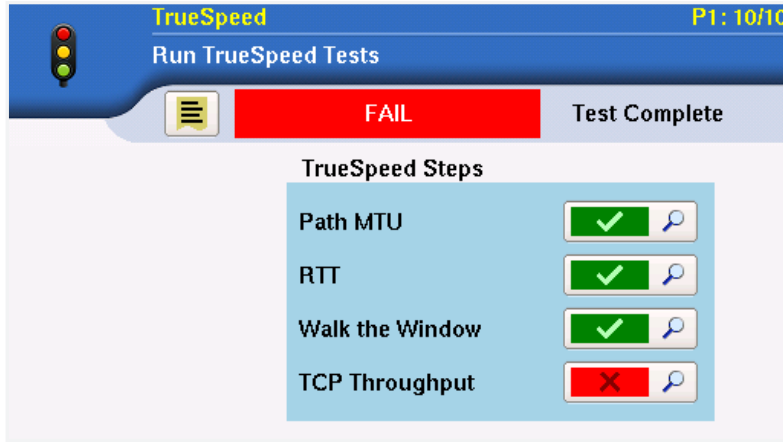 TrueSpeed P1: 10/10
Run TrueSpeed Tests
FAIL Test Complete
TrueSpeed Steps
Path MTU
RTT
Walk the Window
TCP Throughput